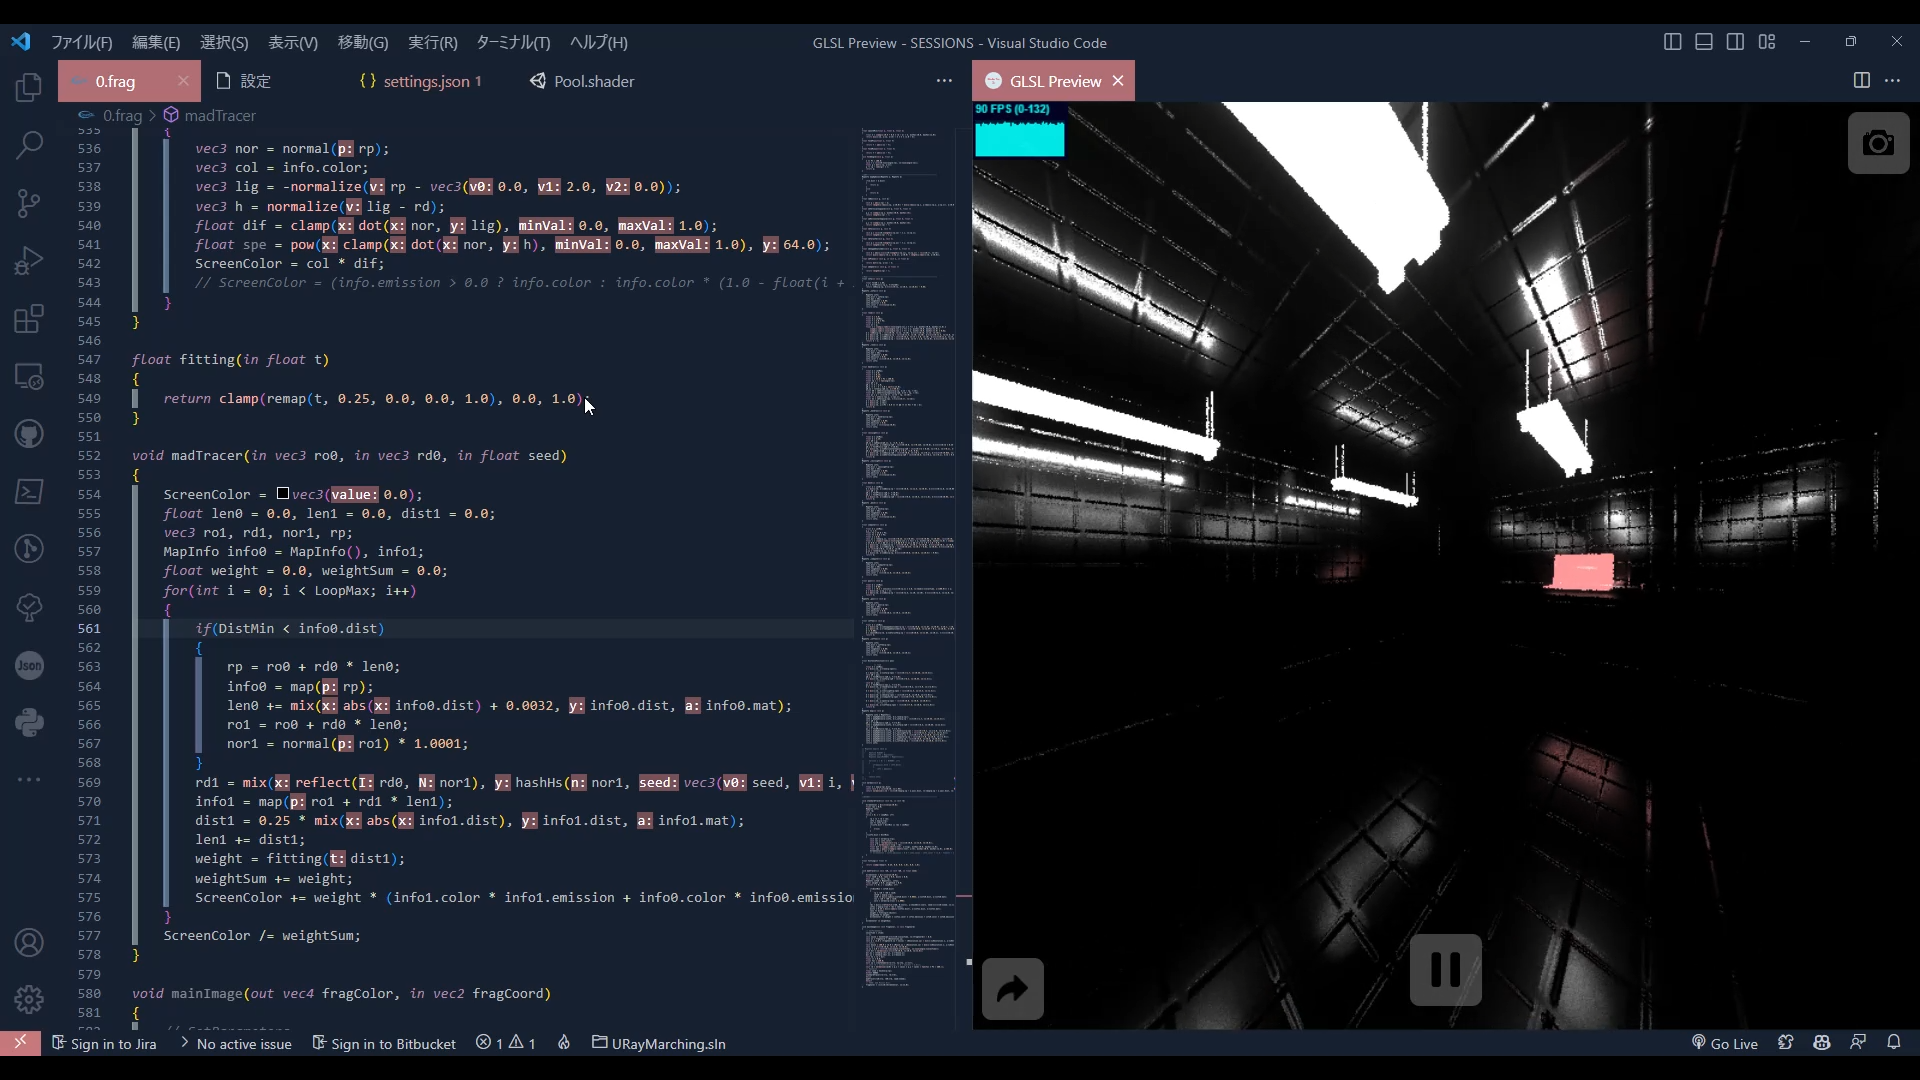 ファイル(F) 編集(E) 選択(S) 表示(V) 移動(G) 実行(R) ターミナル(T) ヘルプ(H) GLSL Preview - SESSIONS - Visual Studio Code
0.frag 設定 settings.json 1 Pool.shader GLSL Preview
0.frag > madTracer
90 FPS (0-132)
535 {
536 vec3 nor = normal(p: rp);
537 vec3 col = info.color;
538 vec3 lig = -normalize(v: rp - vec3(v0: 0.0, v1: 2.0, v2: 0.0));
539 vec3 h = normalize(v: lig - rd);
540 float dif = clamp(x: dot(x: nor, y: lig), minVal: 0.0, maxVal: 1.0);
541 float spe = pow(x: clamp(x: dot(x: nor, y: h), minVal: 0.0, maxVal: 1.0), y: 64.0);
542 ScreenColor = col * dif;
543 // ScreenColor = (info.emission > 0.0 ? info.color : info.color * (1.0 - float(i +
544 }
545 }
546
547 float fitting(in float t)
548 {
549 return clamp(remap(t, 0.25, 0.0, 0.0, 1.0), 0.0, 1.0);
550 }
551
552 void madTracer(in vec3 ro0, in vec3 rd0, in float seed)
553 {
554 ScreenColor = vec3(value: 0.0);
555 float len0 = 0.0, len1 = 0.0, dist1 = 0.0;
556 vec3 ro1, rd1, nor1, rp;
557 MapInfo info0 = MapInfo(), info1;
558 float weight = 0.0, weightSum = 0.0;
559 for(int i = 0; i < LoopMax; i++)
560 {
561 if(DistMin < info0.dist)
562 {
563 rp = ro0 + rd0 * len0;
564 info0 = map(p: rp);
565 len0 += mix(x: abs(x: info0.dist) + 0.0032, y: info0.dist, a: info0.mat);
566 ro1 = ro0 + rd0 * len0;
567 nor1 = normal(p: ro1) * 1.0001;
568 }
569 rd1 = mix(x: reflect(I: rd0, N: nor1), y: hashHs(n: nor1, seed: vec3(v0: seed, v1: i,
570 info1 = map(p: ro1 + rd1 * len1);
571 dist1 = 0.25 * mix(x: abs(x: info1.dist), y: info1.dist, a: info1.mat);
572 len1 += dist1;
573 weight = fitting(t: dist1);
574 weightSum += weight;
575 ScreenColor += weight * (info1.color * info1.emission + info0.color * info0.emissio
576 }
577 ScreenColor /= weightSum;
578 }
579
580 void mainImage(out vec4 fragColor, in vec2 fragCoord)
581 {
Json
Sign in to Jira > No active issue Sign in to Bitbucket 1 1 URayMarching.sln Go Live